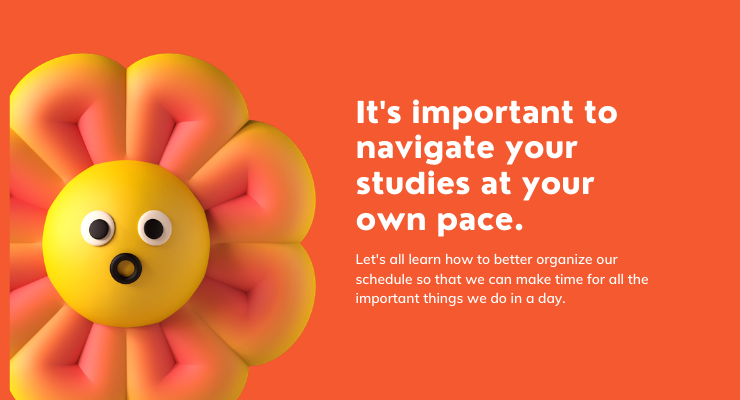 It's important to
navigate your
studies at your
own pace.
Let's all learn how to better organize our
schedule so that we can make time for all the
important things we do in a day.